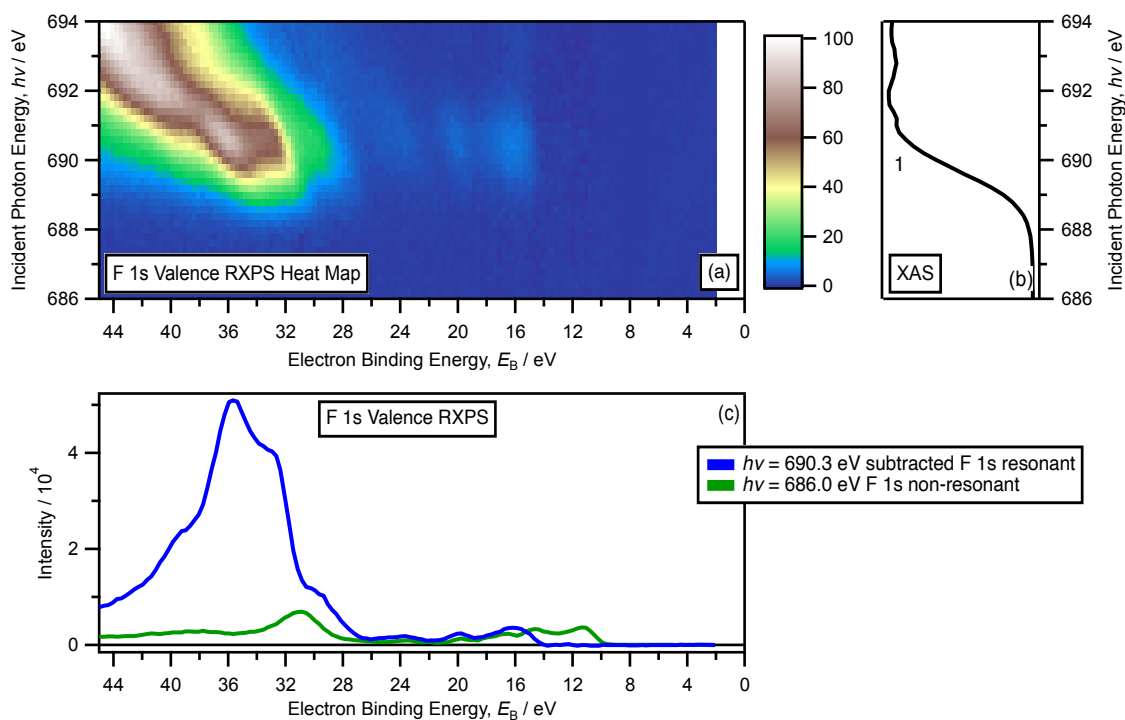 694
692
690
688
686
Incident Photon Energy, hν / eV
F 1s Valence RXPS Heat Map
(a)
44 40 36 32 28 24 20 16 12 8 4 0
Electron Binding Energy, E_B / eV
100
80
60
40
20
0
1
XAS
(b)
694
692
690
688
686
Incident Photon Energy, hν / eV
F 1s Valence RXPS
(c)
4
2
0
Intensity / 10^4
44 40 36 32 28 24 20 16 12 8 4 0
Electron Binding Energy, E_B / eV
hν = 690.3 eV subtracted F 1s resonant
hν = 686.0 eV F 1s non-resonant